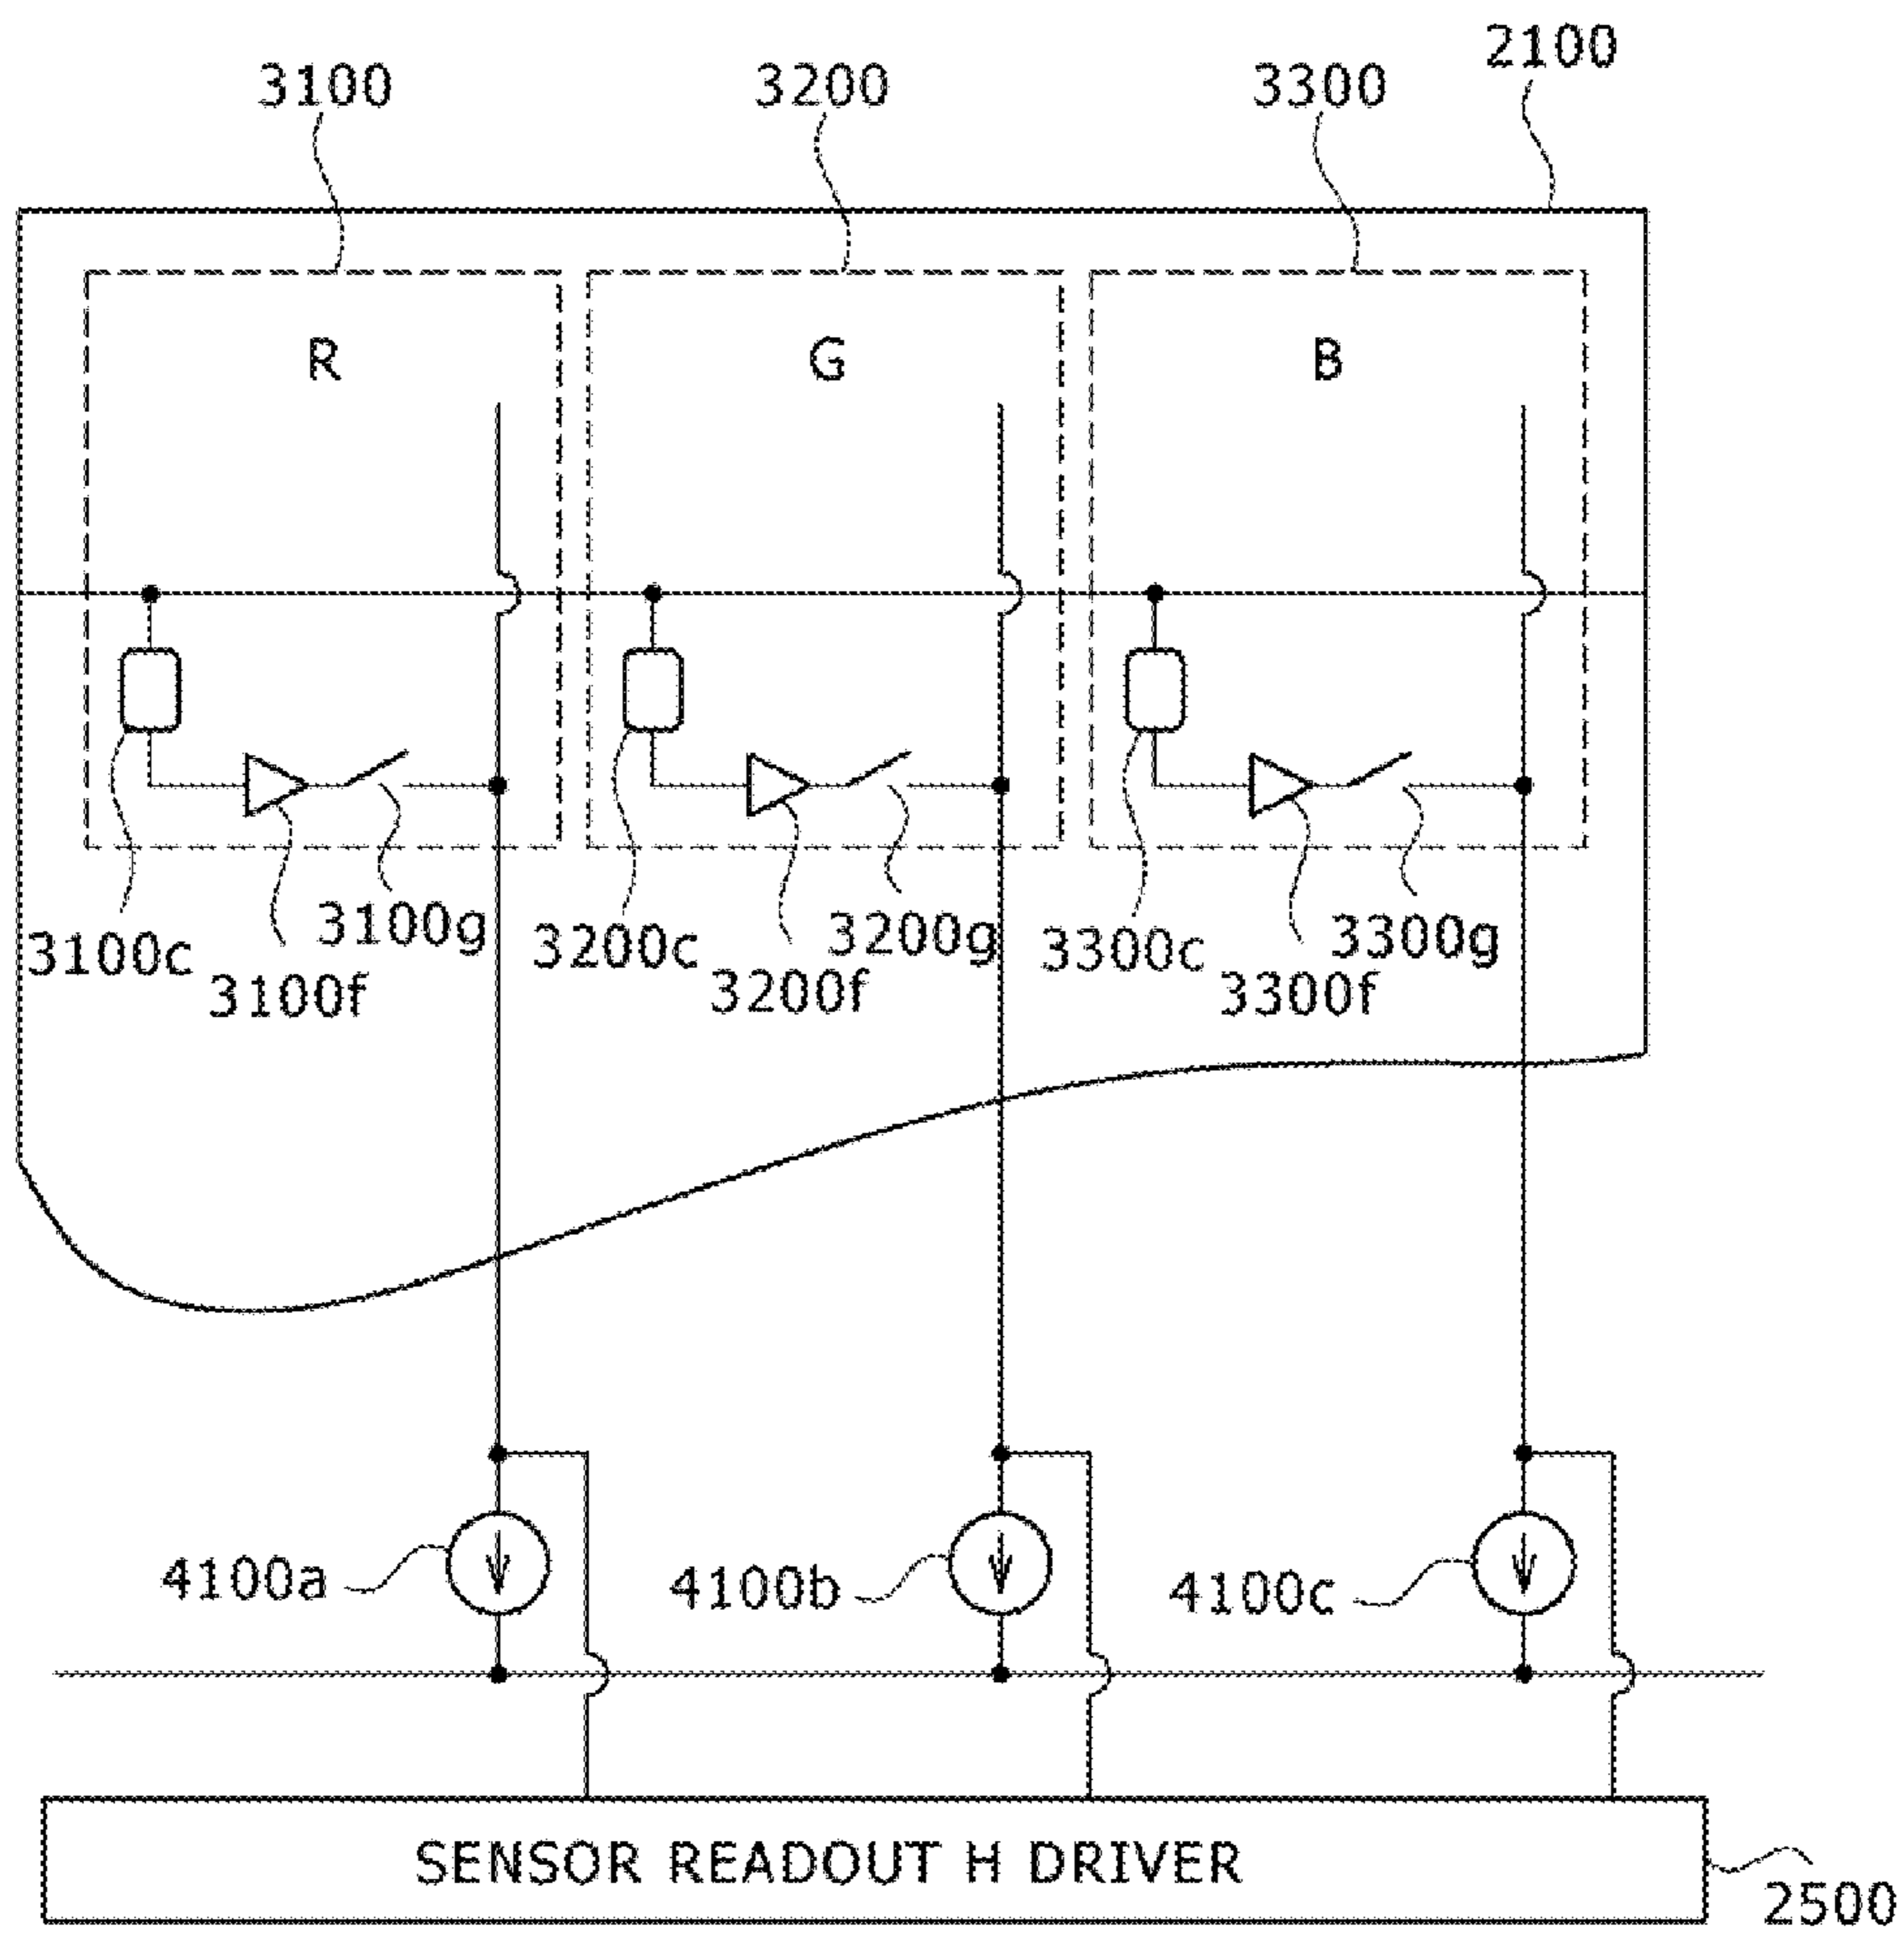 2100
3100 3200 3300
R G B
3100c 3100f 3100g 3200c 3200f 3200g 3300c 3300f 3300g
4100a 4100b 4100c
SENSOR READOUT H DRIVER
2500